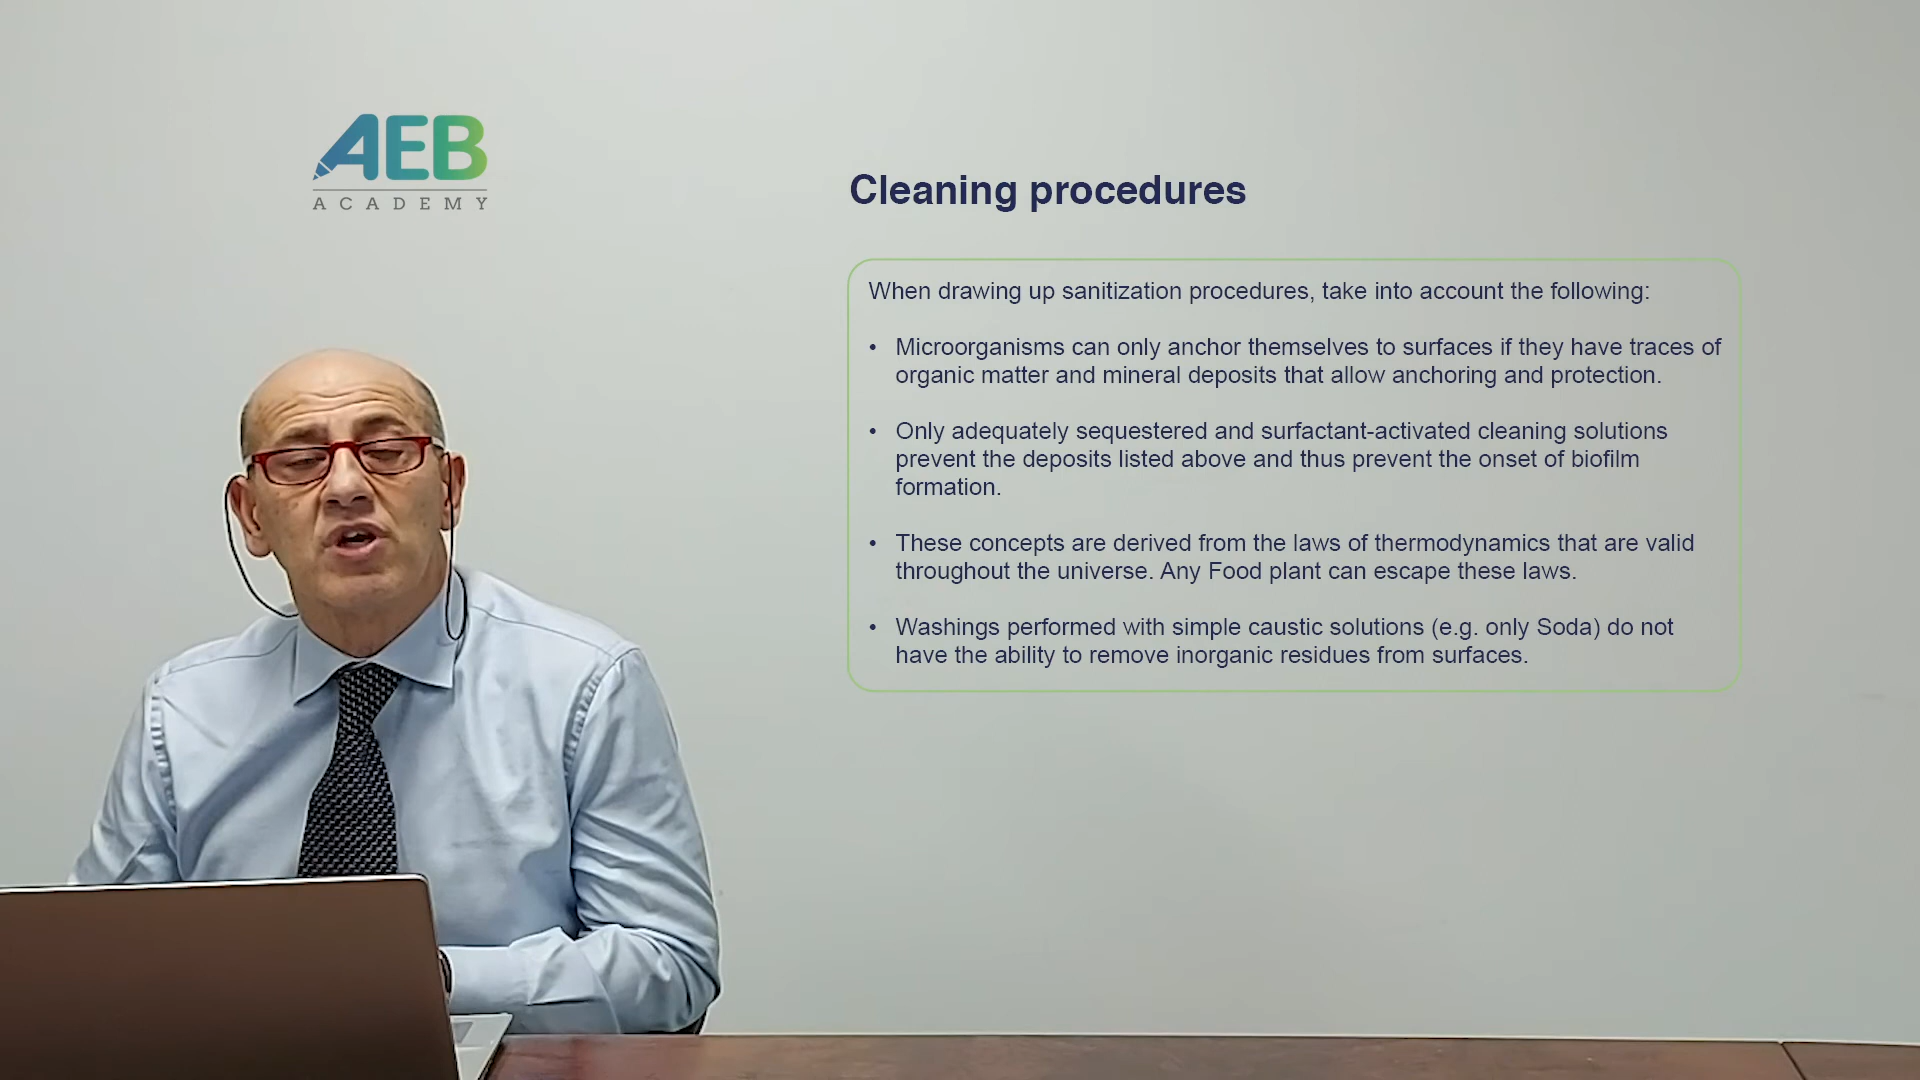 AEB
ACADEMY
Cleaning procedures
When drawing up sanitization procedures, take into account the following:
• Microorganisms can only anchor themselves to surfaces if they have traces of
organic matter and mineral deposits that allow anchoring and protection.
• Only adequately sequestered and surfactant-activated cleaning solutions
prevent the deposits listed above and thus prevent the onset of biofilm
formation.
• These concepts are derived from the laws of thermodynamics that are valid
throughout the universe. Any Food plant can escape these laws.
• Washings performed with simple caustic solutions (e.g. only Soda) do not
have the ability to remove inorganic residues from surfaces.